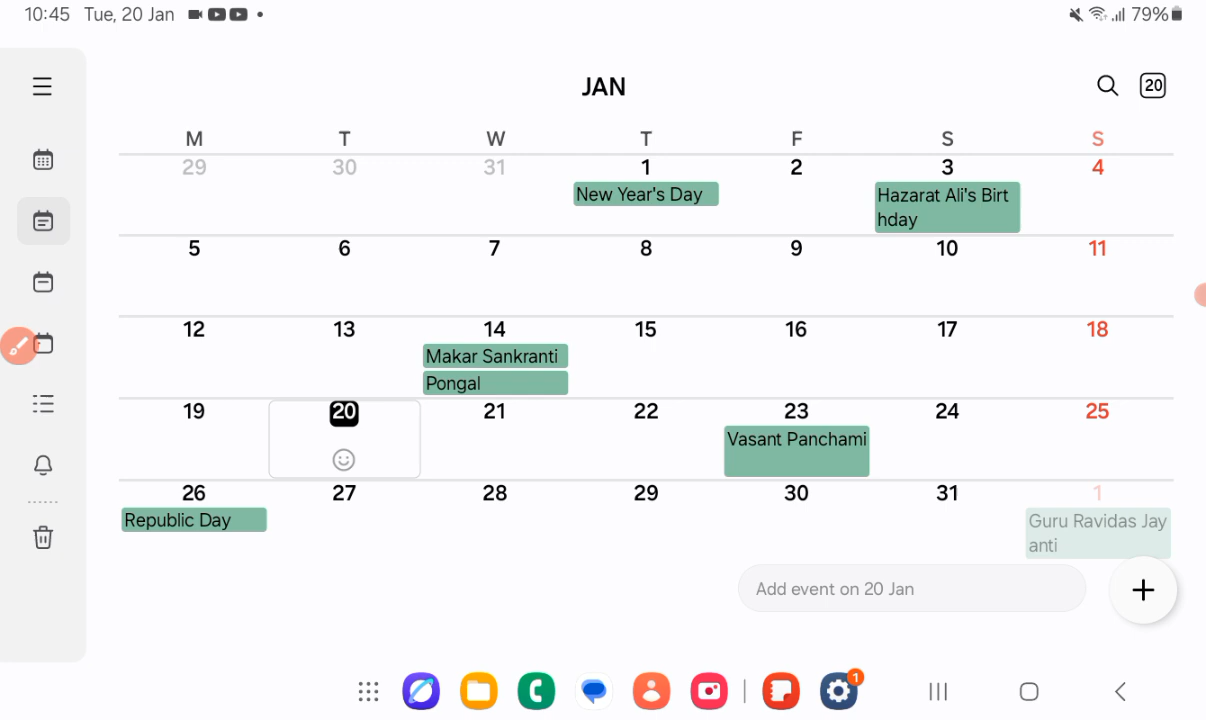 10:45 Tue, 20 Jan 79%
JAN
20
M T W T F S S
29 30 31 1 2 3 4
New Year's Day
Hazarat Ali's Birt
hday
5 6 7 8 9 10 11
12 13 14 15 16 17 18
Makar Sankranti
Pongal
19 20 21 22 23 24 25
Vasant Panchami
26 27 28 29 30 31 1
Republic Day
Guru Ravidas Jay
anti
Add event on 20 Jan
1